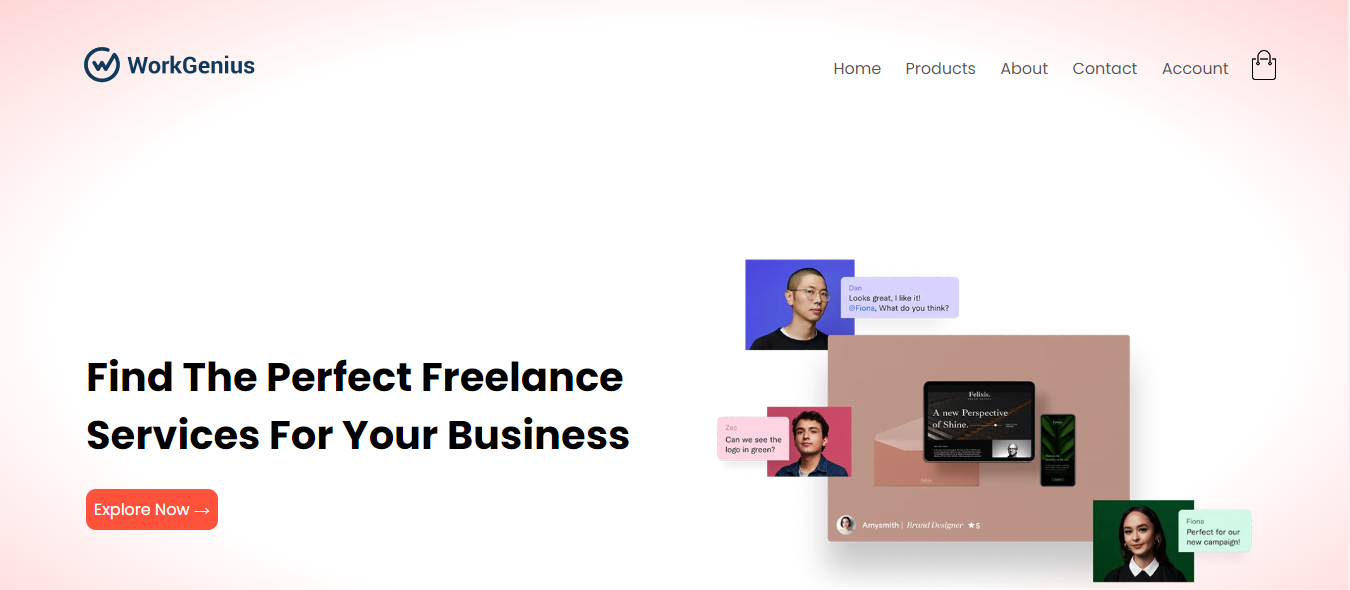 WorkGenius
Home Products About Contact Account
Find The Perfect Freelance
Services For Your Business
Explore Now →
Dan
Looks great, I like it!
@Fiona, What do you think?
Zac
Can we see the
logo in green?
Felixis.
A new Perspective
of Shine.
Amysmith | Brand Designer ★5
Fiona
Perfect for our
new campaign!